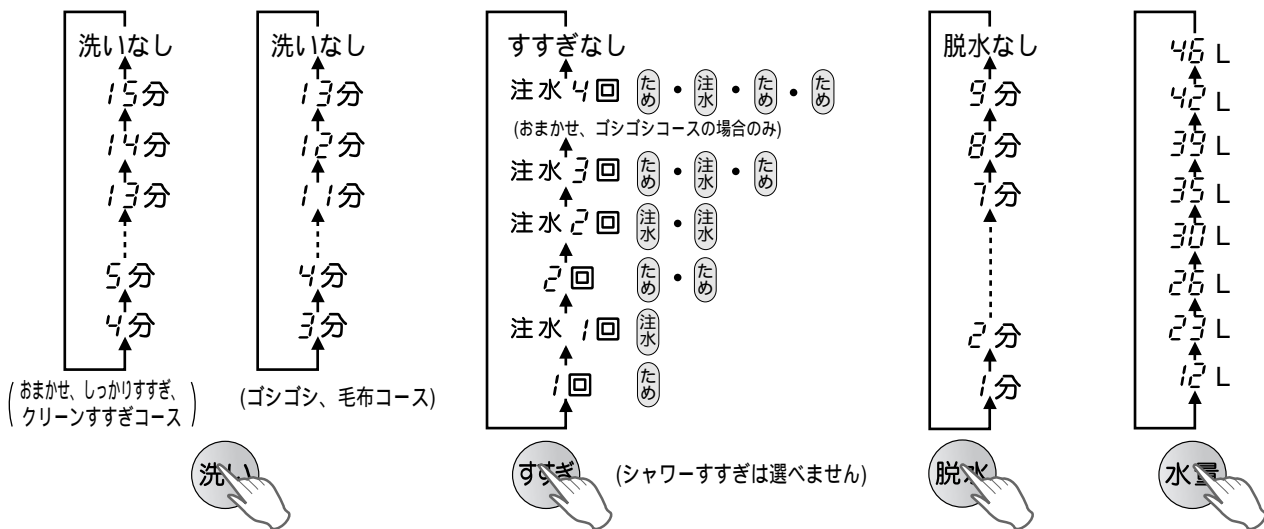 洗いなし
15分
14分
13分
5分
4分
(おまかせ、しっかりすすぎ、
クリーンすすぎコース)
洗い
洗いなし
13分
12分
11分
4分
3分
(ゴシゴシ、毛布コース)
すすぎなし
注水4回 ため・注水・ため・ため
(おまかせ、ゴシゴシコースの場合のみ)
注水3回 ため・注水・ため
注水2回 注水・注水
2回 ため・ため
注水1回 注水
1回 ため
すすぎ (シャワーすすぎは選べません)
脱水なし
9分
8分
7分
2分
1分
脱水
46 L
42 L
39 L
35 L
30 L
26 L
23 L
12 L
水量